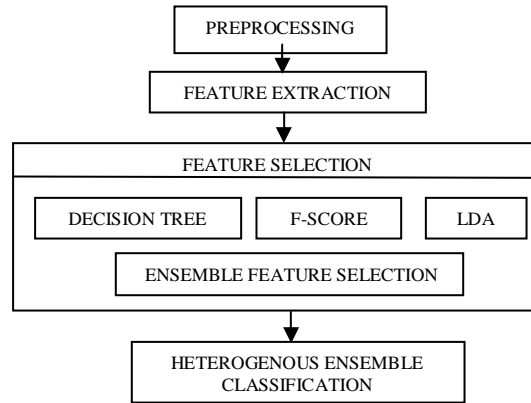 PREPROCESSING
FEATURE EXTRACTION
FEATURE SELECTION
DECISION TREE
F-SCORE
LDA
ENSEMBLE FEATURE SELECTION
HETEROGENOUS ENSEMBLE
CLASSIFICATION